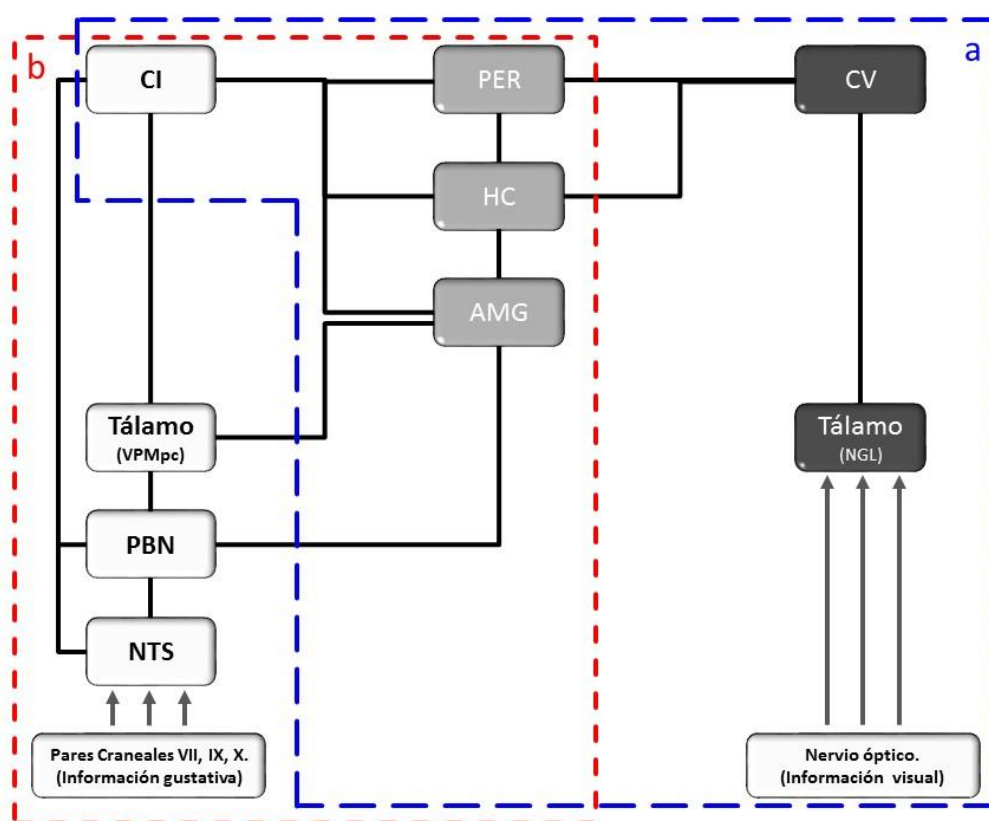 b
a
CI
PER
CV
HC
AMG
Tálamo
(VPMpc)
Tálamo
(NGL)
PBN
NTS
Pares Craneales VII, IX, X.
(Información gustativa)
Nervio óptico.
(Información visual)